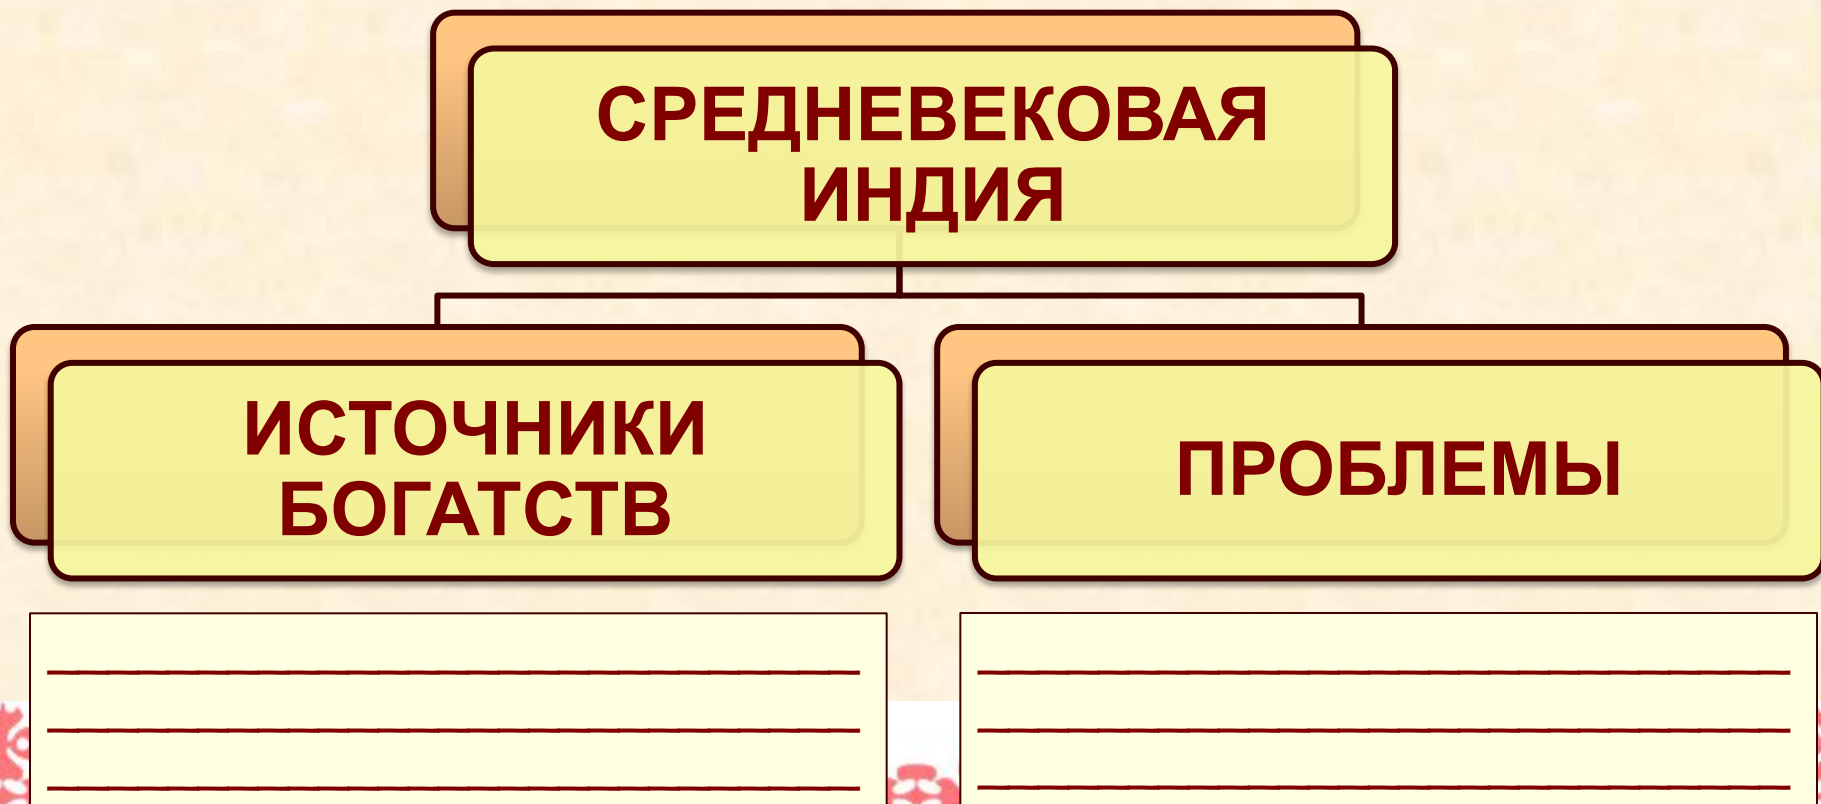 СРЕДНЕВЕКОВАЯ
ИНДИЯ
ИСТОЧНИКИ
БОГАТСТВ
ПРОБЛЕМЫ